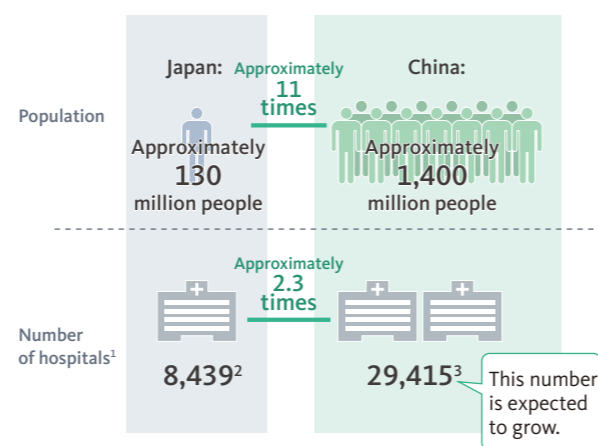 Japan:
Approximately
11
times
China:
Population
Approximately
130
million people
Approximately
1,400
million people
Approximately
2.3
times
Number
of hospitals¹
8,439²
29,415³
This number
is expected
to grow.